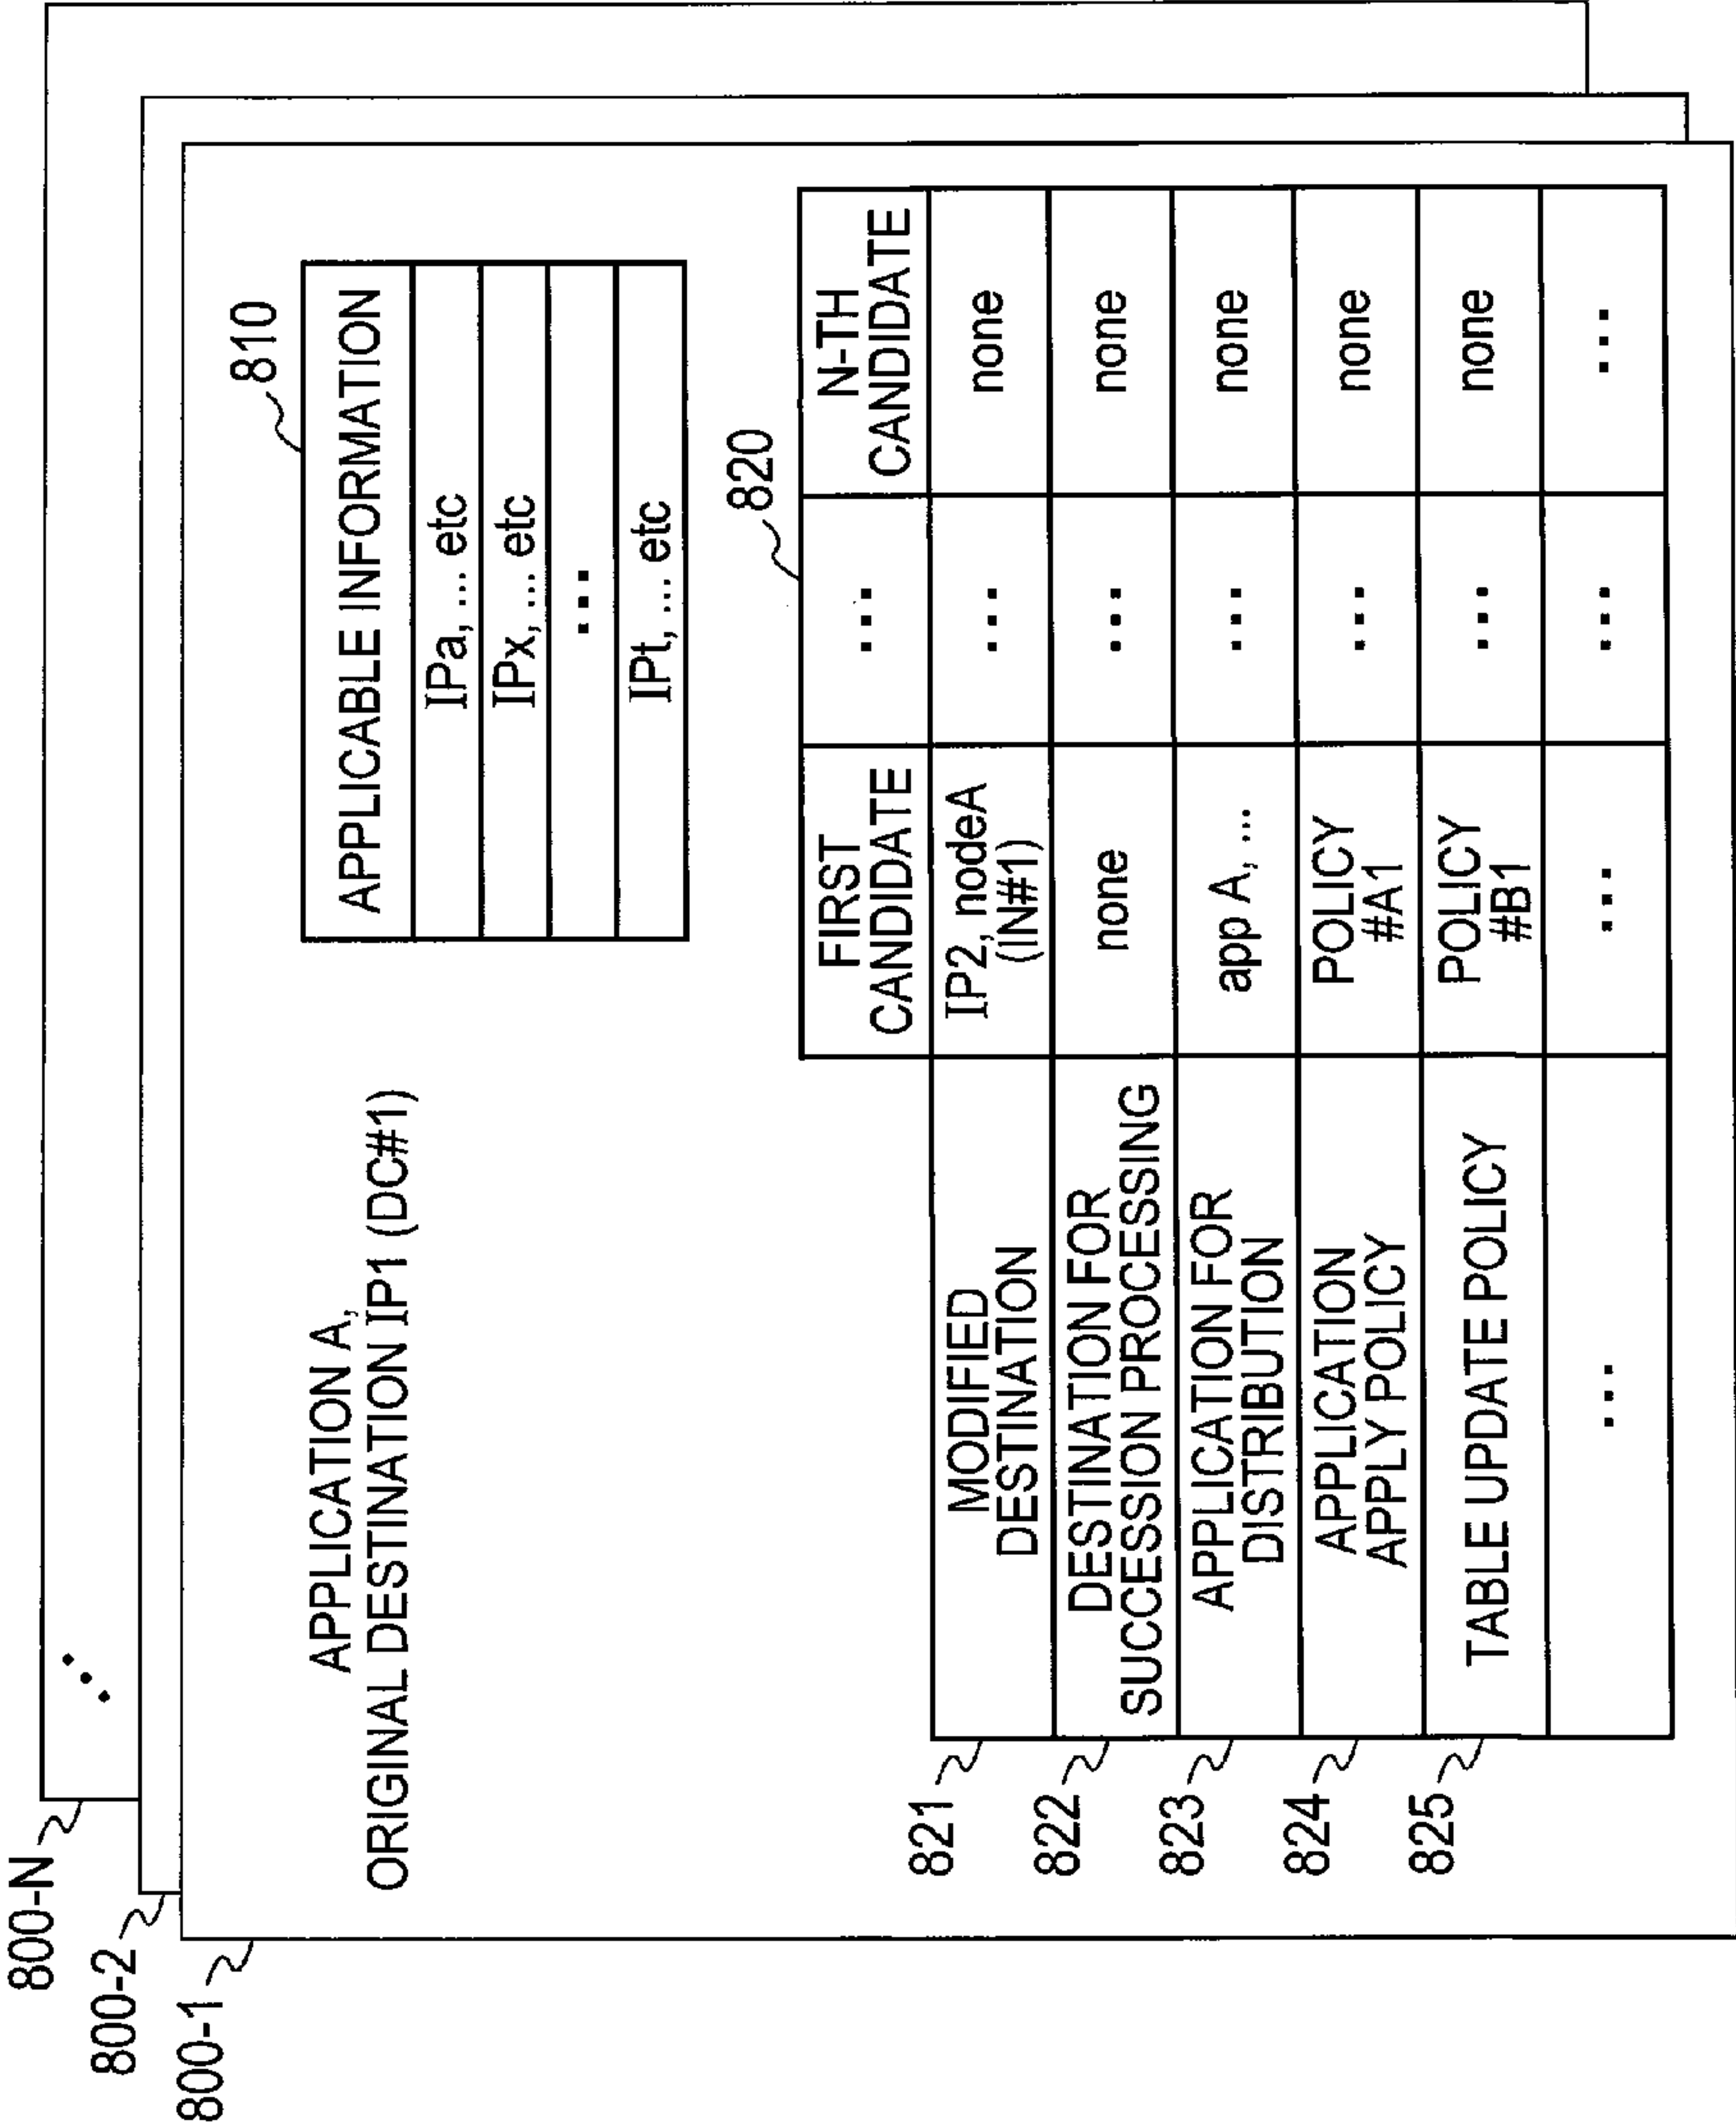 800-N
800-2
800-1
APPLICATION A,
ORIGINAL DESTINATION IP1 (DC#1)
810
APPLICABLE INFORMATION
IPa, ... etc
IPx, ... etc
...
IPt, ... etc
820
FIRST
CANDIDATE
...
N-TH
CANDIDATE
821
MODIFIED
DESTINATION
IP2, nodeA
(IN#1)
...
none
822
DESTINATION FOR
SUCCESSION PROCESSING
none
...
none
823
APPLICATION FOR
DISTRIBUTION
app A, ...
...
none
824
APPLICATION
APPLY POLICY
POLICY
#A1
...
none
825
TABLE UPDATE POLICY
POLICY
#B1
...
none
...
...
...
...